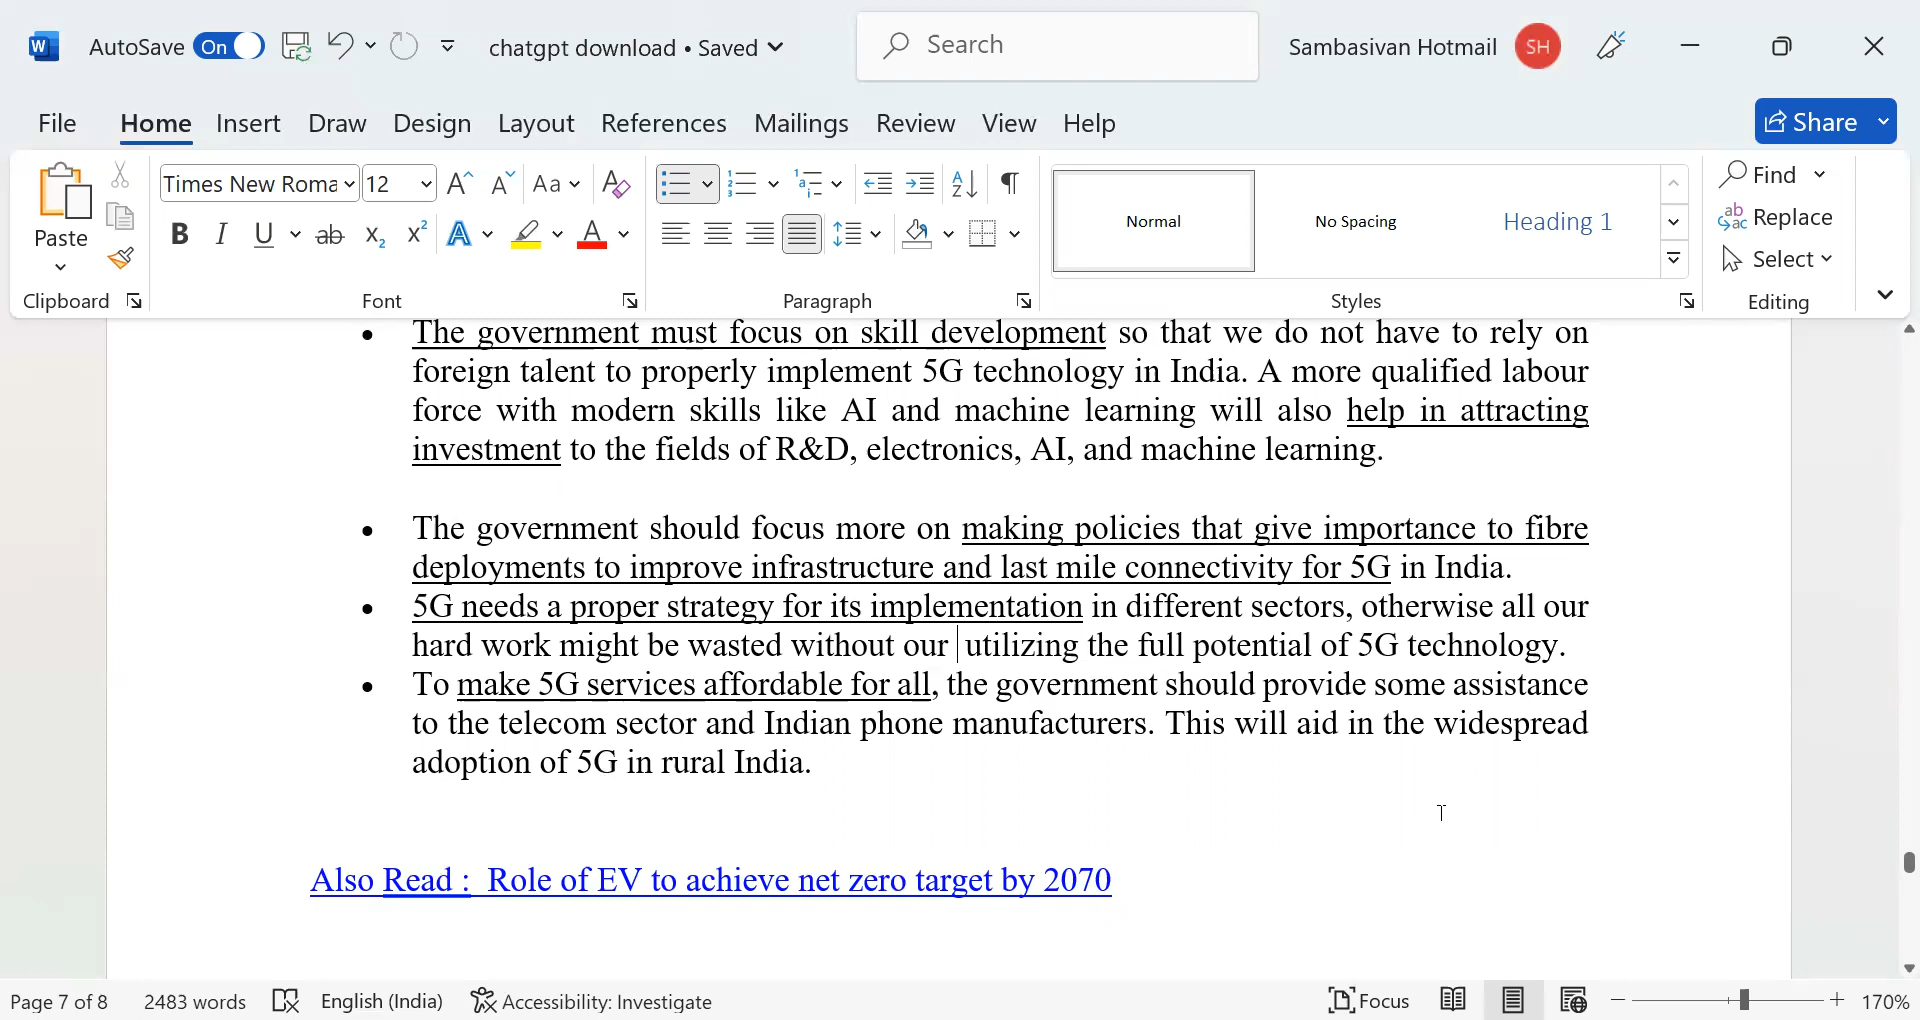 AutoSave On chatgpt download • Saved Search Sambasivan Hotmail SH
File Home Insert Draw Design Layout References Mailings Review View Help Share
Paste
Clipboard
Times New Roma 12 Aa
B I U ab x₂ x² A A
Font
Paragraph
Normal No Spacing Heading 1
Styles
Find
Replace
Select
Editing
The government must focus on skill development so that we do not have to rely on
foreign talent to properly implement 5G technology in India. A more qualified labour
force with modern skills like AI and machine learning will also help in attracting
investment to the fields of R&D, electronics, AI, and machine learning.
The government should focus more on making policies that give importance to fibre
deployments to improve infrastructure and last mile connectivity for 5G in India.
5G needs a proper strategy for its implementation in different sectors, otherwise all our
hard work might be wasted without our utilizing the full potential of 5G technology.
To make 5G services affordable for all, the government should provide some assistance
to the telecom sector and Indian phone manufacturers. This will aid in the widespread
adoption of 5G in rural India.
Also Read : Role of EV to achieve net zero target by 2070
Page 7 of 8 2483 words English (India) Accessibility: Investigate Focus 170%